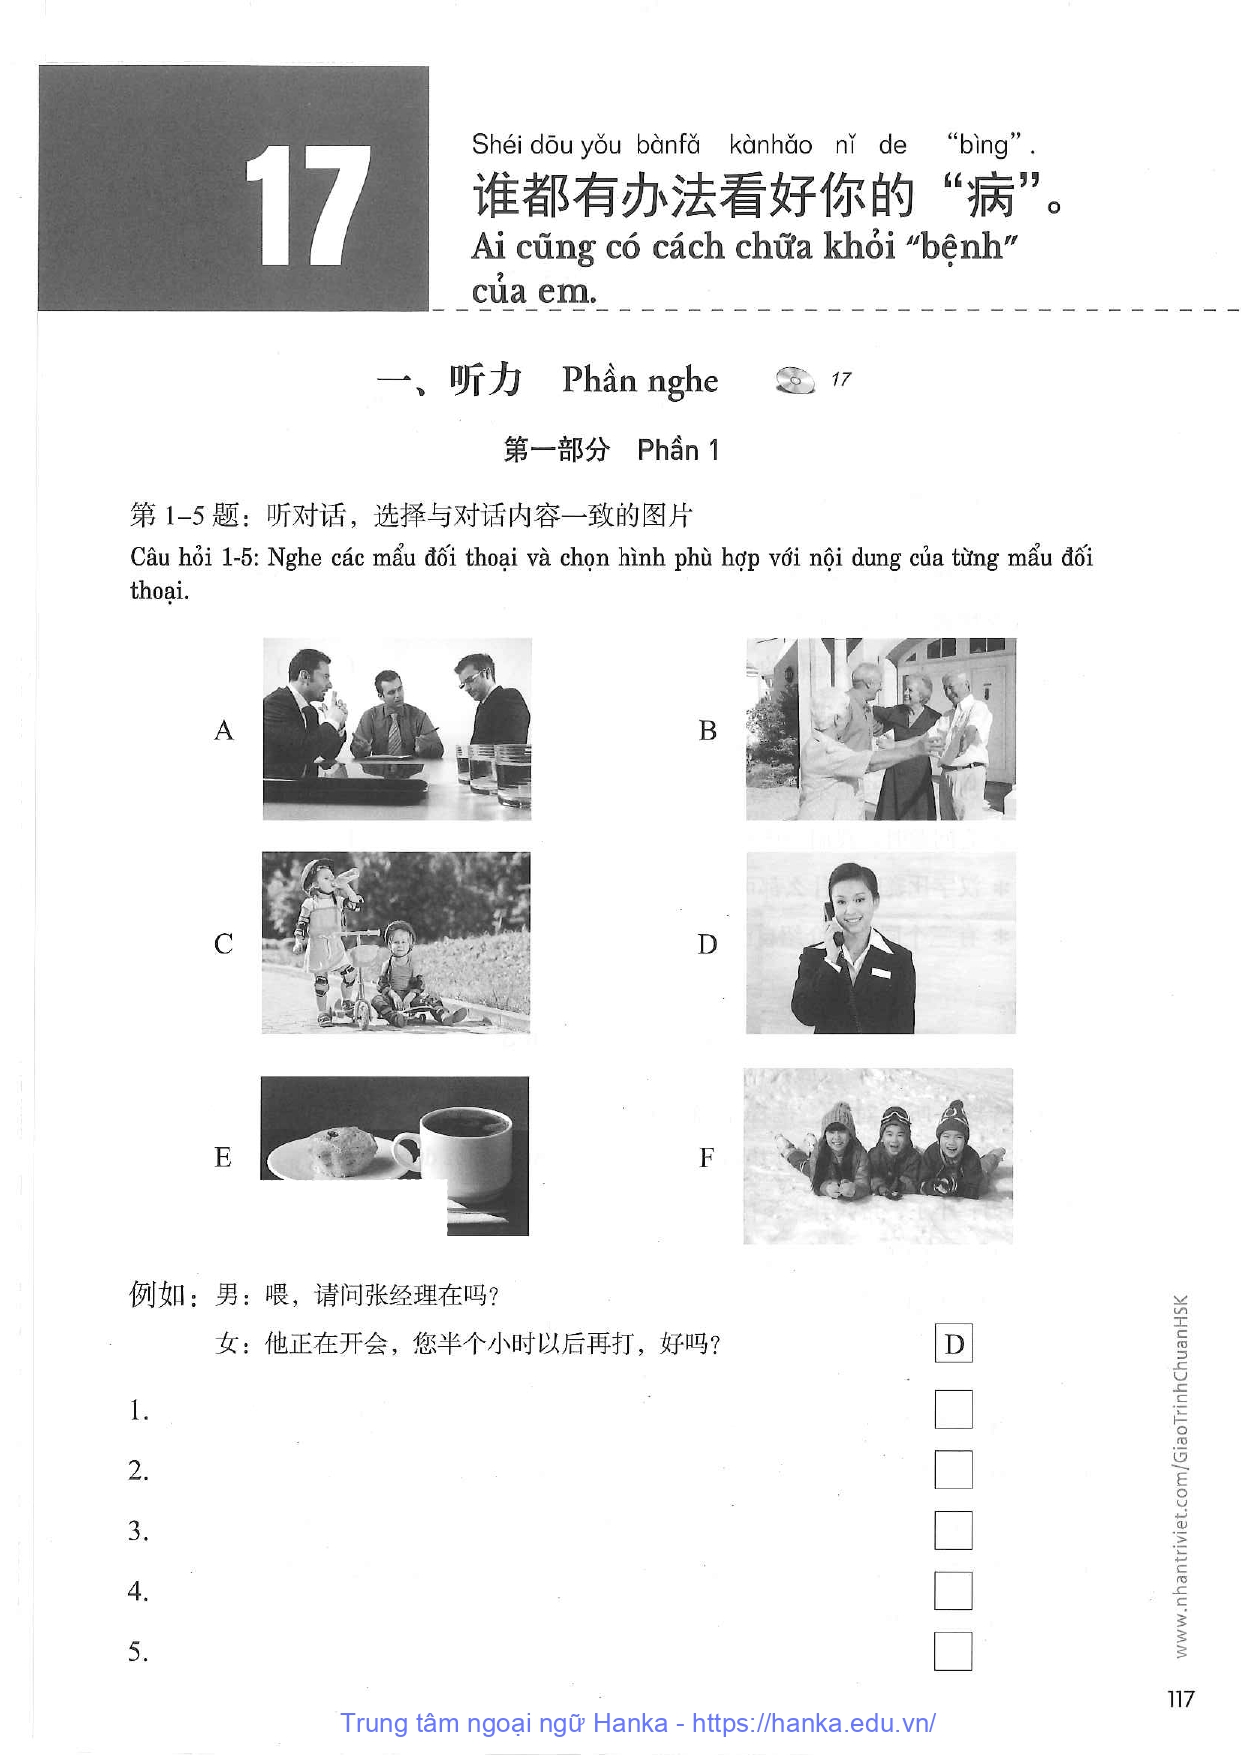 17
Shéi dōu yǒu bànfǎ kànhǎo nǐ de “bìng”.
谁都有办法看好你的“病”。
Ai cũng có cách chữa khỏi “bệnh”
của em.
一、听力 Phần nghe 17
第一部分 Phần 1
第 1–5 题：听对话，选择与对话内容一致的图片
Câu hỏi 1-5: Nghe các mẩu đối thoại và chọn hình phù hợp với nội dung của từng mẩu đối
thoại.
A
B
C
D
E
F
例如：男：喂，请问张经理在吗？
女：他正在开会，您半个小时以后再打，好吗？ D
1.
2.
3.
4.
5.
www.nhantriviet.com/GiaoTrinhChuanHSK
117
Trung tâm ngoại ngữ Hanka - https://hanka.edu.vn/